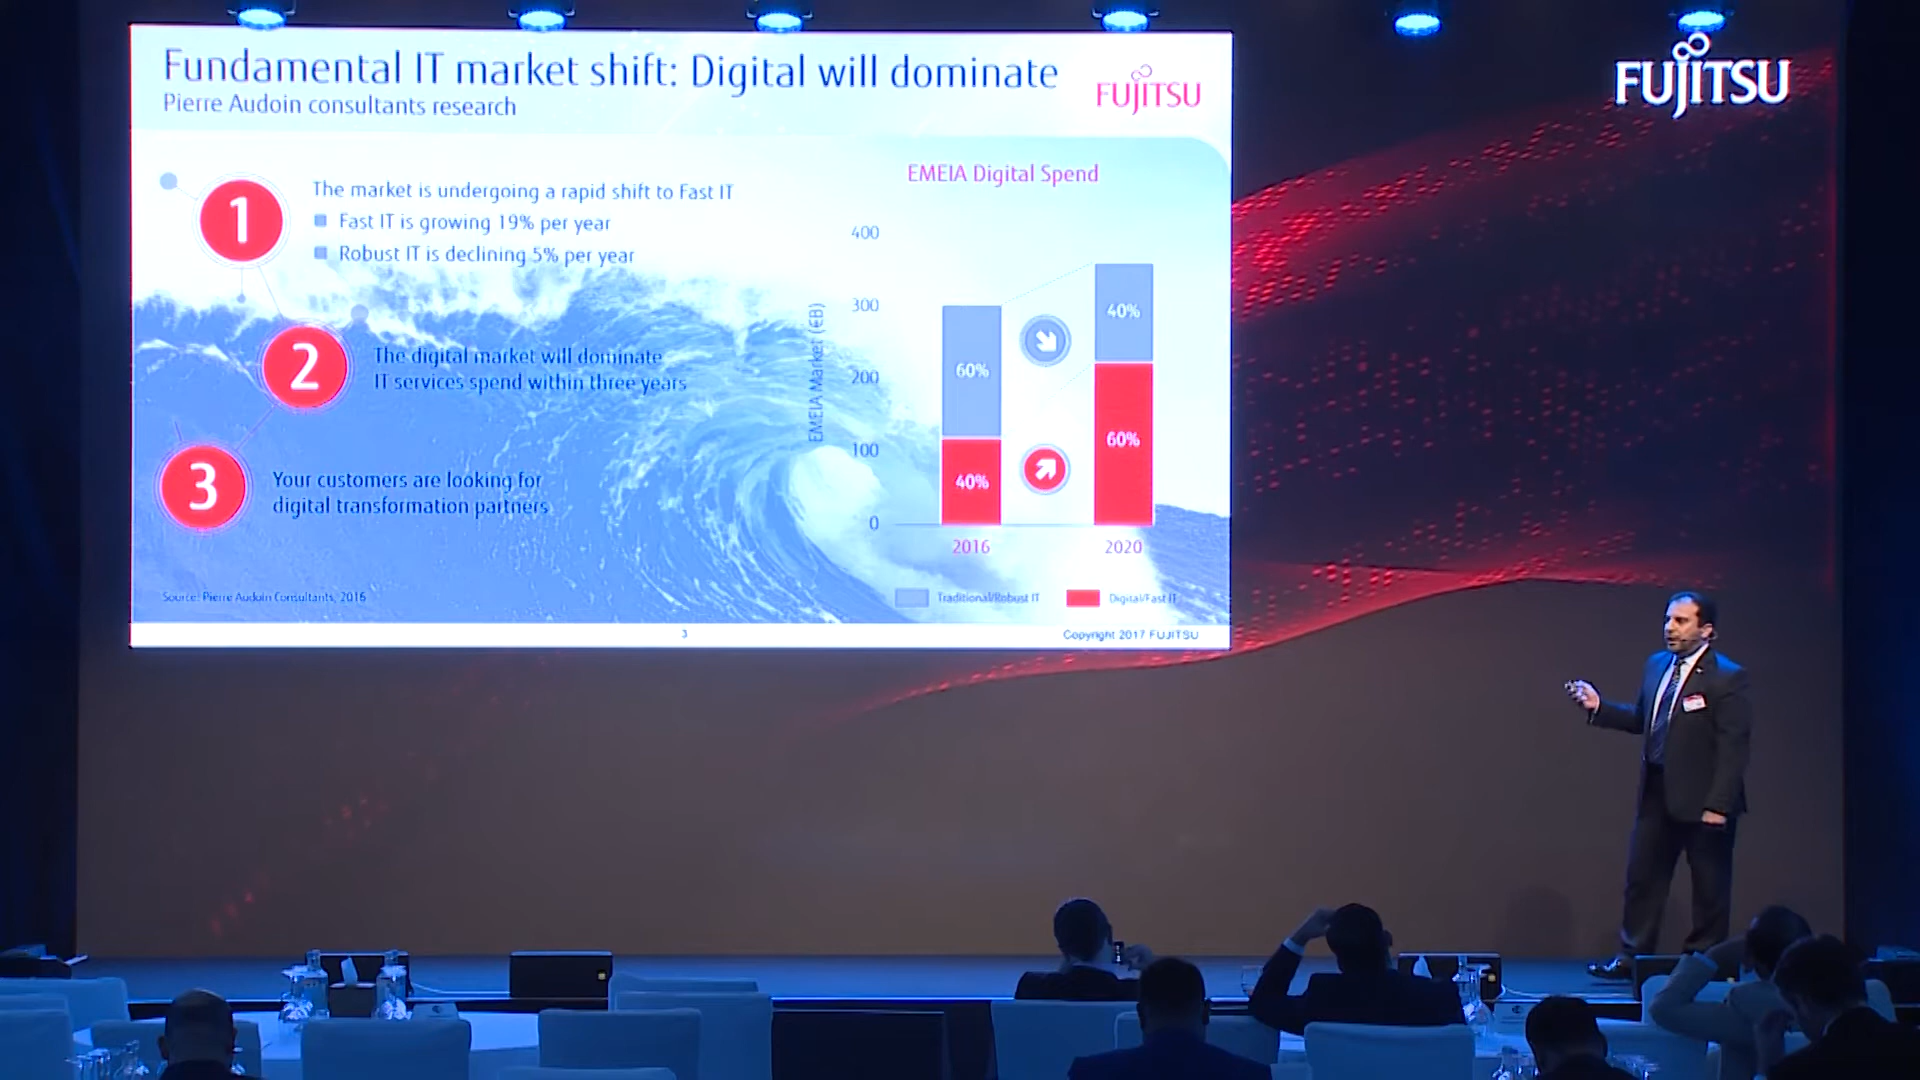 Fundamental IT market shift: Digital will dominate
Pierre Audoin consultants research
FUJITSU
FUJITSU
1
The market is undergoing a rapid shift to Fast IT
Fast IT is growing 19% per year
Robust IT is declining 5% per year
2
The digital market will dominate
IT services spend within three years
3
Your customers are looking for
digital transformation partners
EMEIA Digital Spend
EMEIA Market (€B)
400
300
200
100
0
60%
40%
40%
60%
2016
2020
Traditional/Robust IT
Digital/Fast IT
Source: Pierre Audoin Consultants, 2016
3
Copyright 2017 FUJITSU